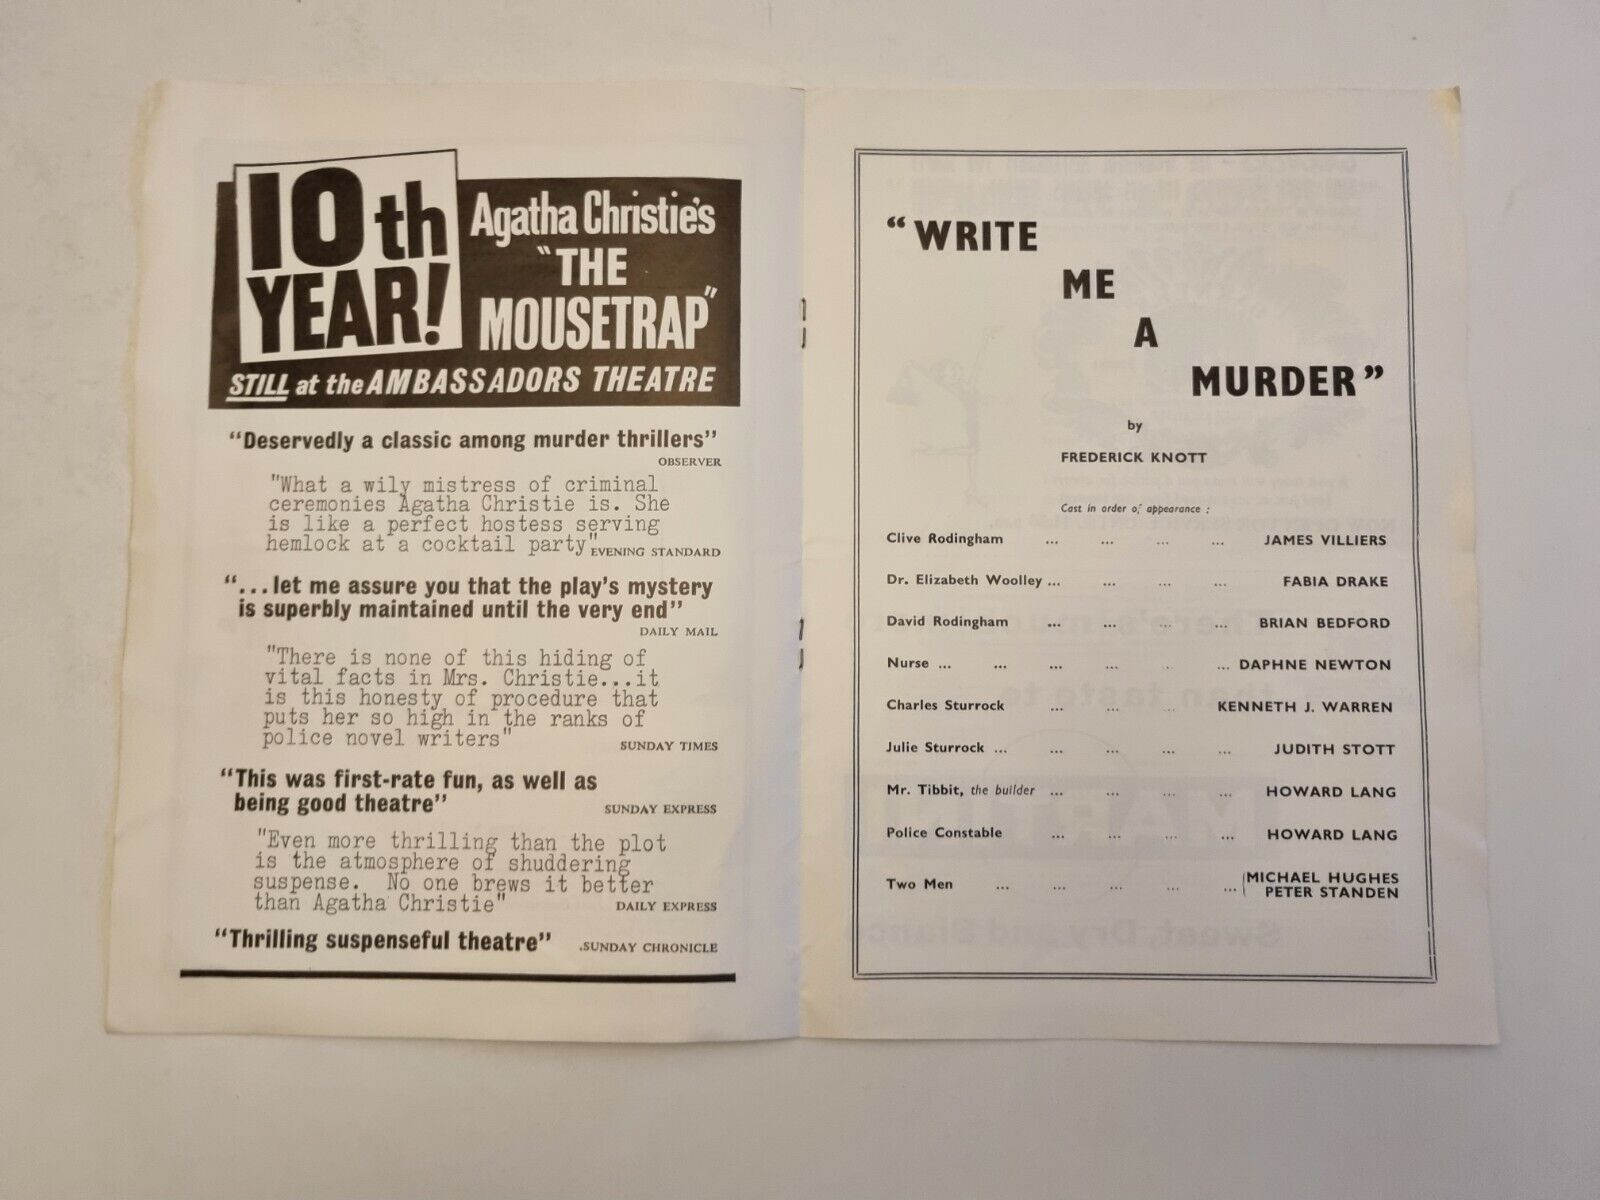 10th
YEAR!
Agatha Christie's
"THE
MOUSETRAP"
STILL at the AMBASSADORS THEATRE
"Deservedly a classic among murder thrillers"
OBSERVER
"What a wily mistress of criminal
ceremonies Agatha Christie is. She
is like a perfect hostess serving
hemlock at a cocktail party" EVENING STANDARD
"...let me assure you that the play's mystery
is superbly maintained until the very end"
DAILY MAIL
"There is none of this hiding of
vital facts in Mrs. Christie...it
is this honesty of procedure that
puts her so high in the ranks of
police novel writers" SUNDAY TIMES
"This was first-rate fun, as well as
being good theatre" SUNDAY EXPRESS
"Even more thrilling than the plot
is the atmosphere of shuddering
suspense. No one brews it better
than Agatha Christie" DAILY EXPRESS
"Thrilling suspenseful theatre" .SUNDAY CHRONICLE
"WRITE
ME
A
MURDER"
by
FREDERICK KNOTT
Cast in order of appearance :
Clive Rodingham ... ... ... ... JAMES VILLIERS
Dr. Elizabeth Woolley ... ... ... ... FABIA DRAKE
David Rodingham ... ... ... ... BRIAN BEDFORD
Nurse ... ... ... ... ... DAPHNE NEWTON
Charles Sturrock ... ... ... KENNETH J. WARREN
Julie Sturrock ... ... ... ... ... JUDITH STOTT
Mr. Tibbit, the builder ... ... ... ... HOWARD LANG
Police Constable ... ... ... ... HOWARD LANG
Two Men ... ... ... ... ... MICHAEL HUGHES
PETER STANDEN